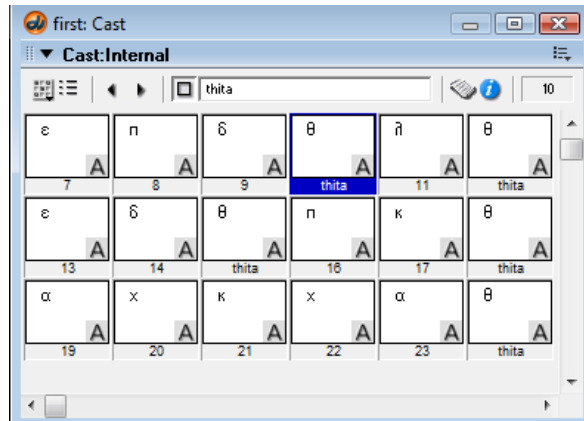 first: Cast
Cast:Internal
thita 10
ε π δ θ λ θ
A A A A A A
7 8 9 thita 11 thita
ε δ θ π κ θ
A A A A A A
13 14 thita 16 17 thita
α χ κ χ α θ
A A A A A A
19 20 21 22 23 thita